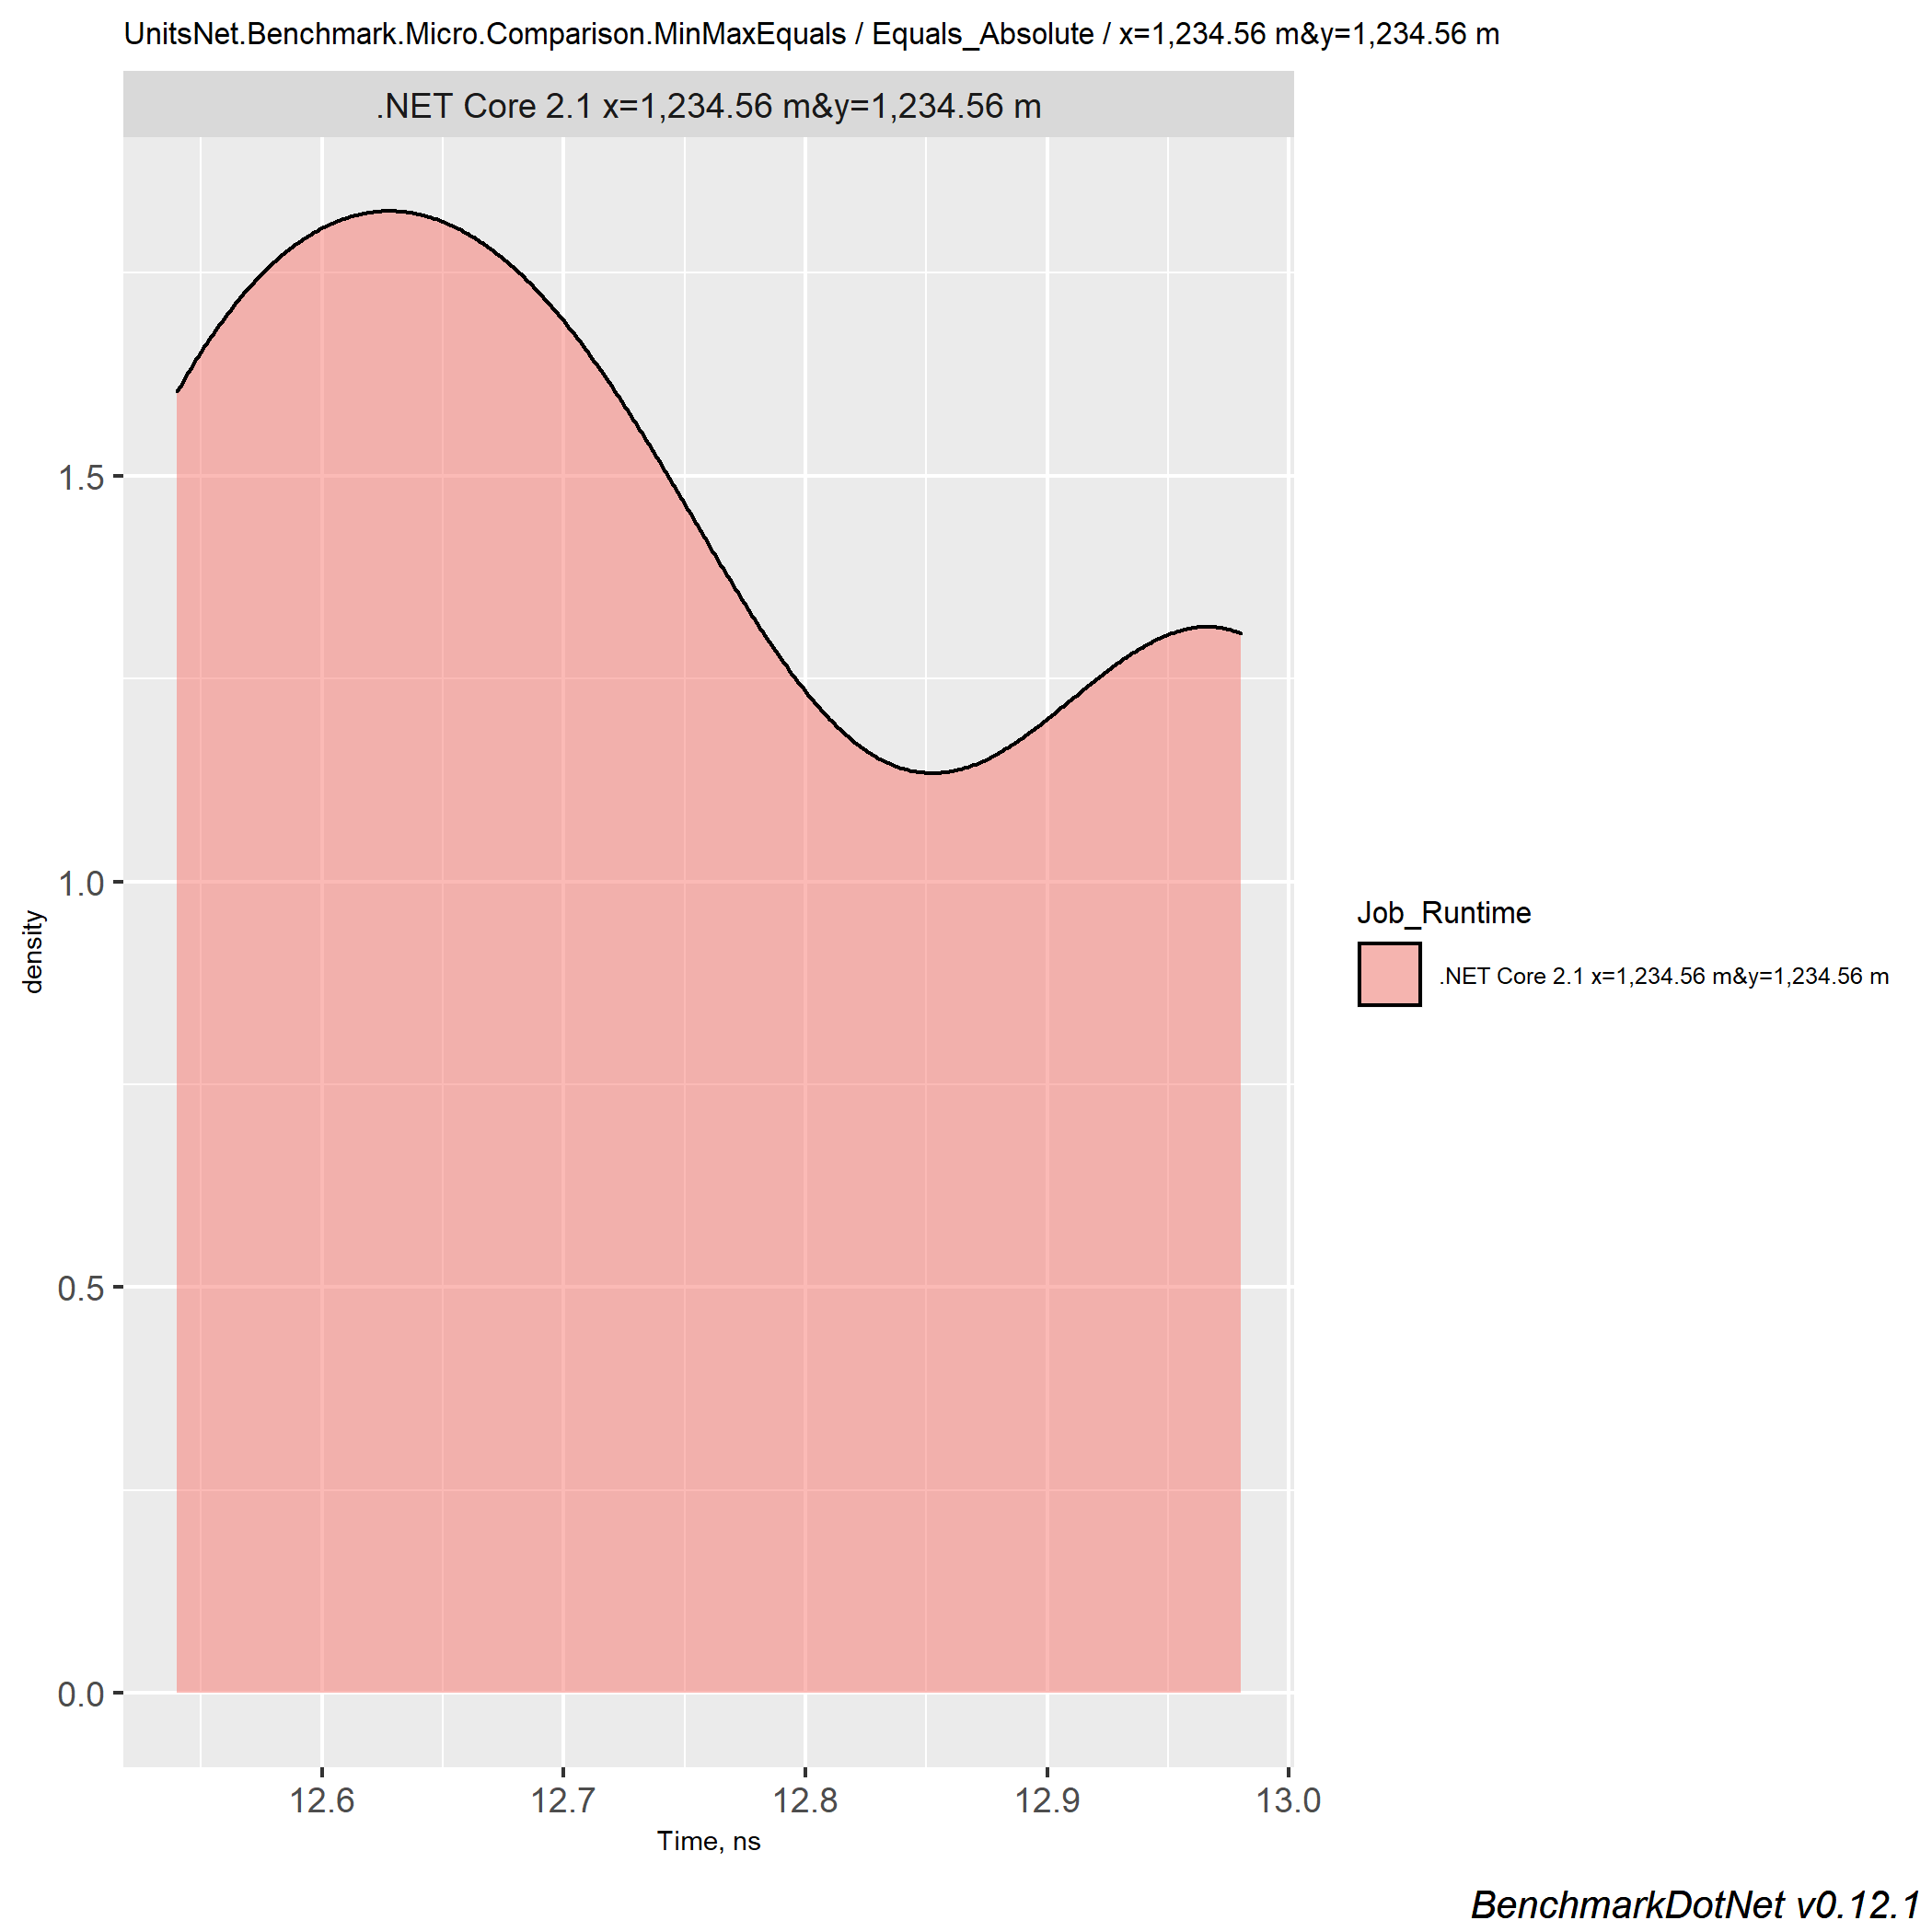 UnitsNet.Benchmark.Micro.Comparison.MinMaxEquals / Equals_Absolute / x=1,234.56 m&y=1,234.56 m
.NET Core 2.1 x=1,234.56 m&y=1,234.56 m
1.5
1.0
0.5
0.0
density
12.6 12.7 12.8 12.9 13.0
Time, ns
Job_Runtime
.NET Core 2.1 x=1,234.56 m&y=1,234.56 m
BenchmarkDotNet v0.12.1